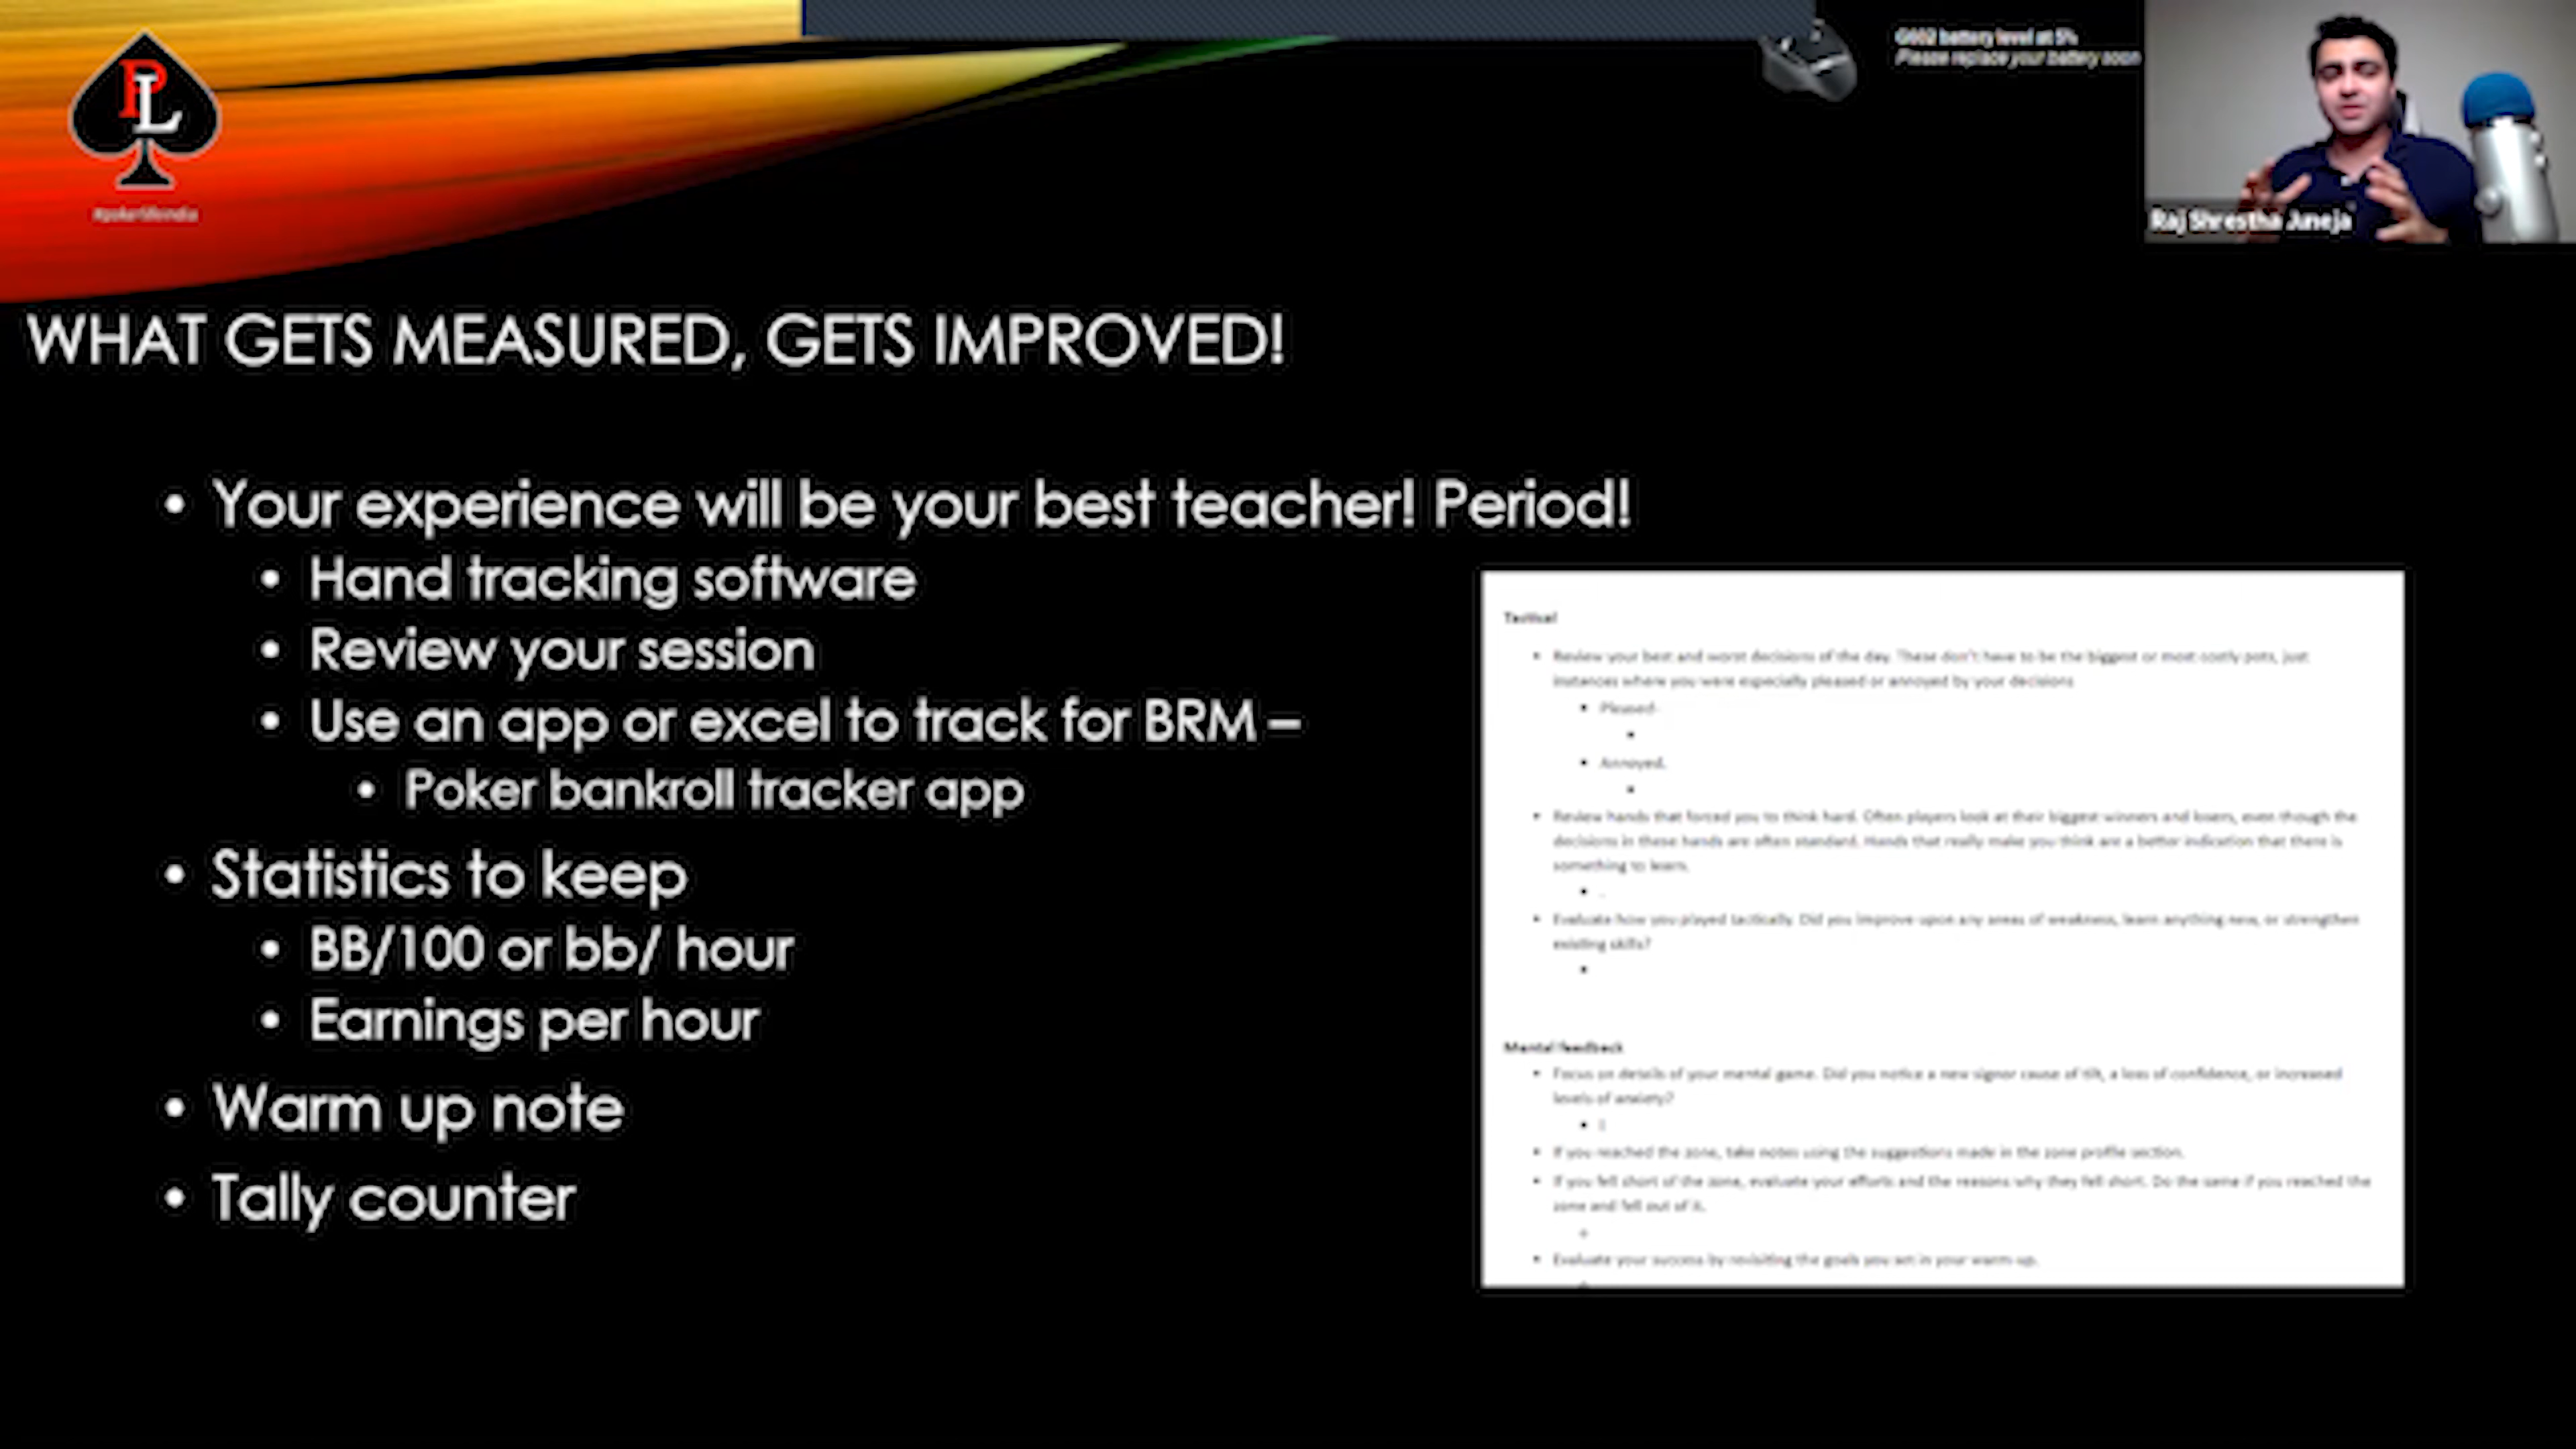 PL
#pokerlifeindia
G602 battery level at 5%
Please replace your battery soon
Raj Shrestha Juneja
WHAT GETS MEASURED, GETS IMPROVED!
• Your experience will be your best teacher! Period!
• Hand tracking software
• Review your session
• Use an app or excel to track for BRM –
• Poker bankroll tracker app
• Statistics to keep
• BB/100 or bb/ hour
• Earnings per hour
• Warm up note
• Tally counter
Tactical
• Review your best and worst decisions of the day. These don't have to be the biggest or most costly pots, just
instances where you were especially pleased or annoyed by your decisions
• Pleased-
• Annoyed.
• Review hands that forced you to think hard. Often players look at their biggest winners and losers, even though the
decisions in these hands are often standard. Hands that really make you think are a better indication that there is
something to learn.
• Evaluate how you played tactically. Did you improve upon any areas of weakness, learn anything new, or strengthen
existing skills?
Mental feedback
• Focus on details of your mental game. Did you notice a new signor cause of tilt, a loss of confidence, or increased
levels of anxiety?
• If you reached the zone, take notes using the suggestions made in the zone profile section.
• If you fell short of the zone, evaluate your efforts and the reasons why they fell short. Do the same if you reached the
zone and fell out of it.
• Evaluate your success by revisiting the goals you set in your warm-up.